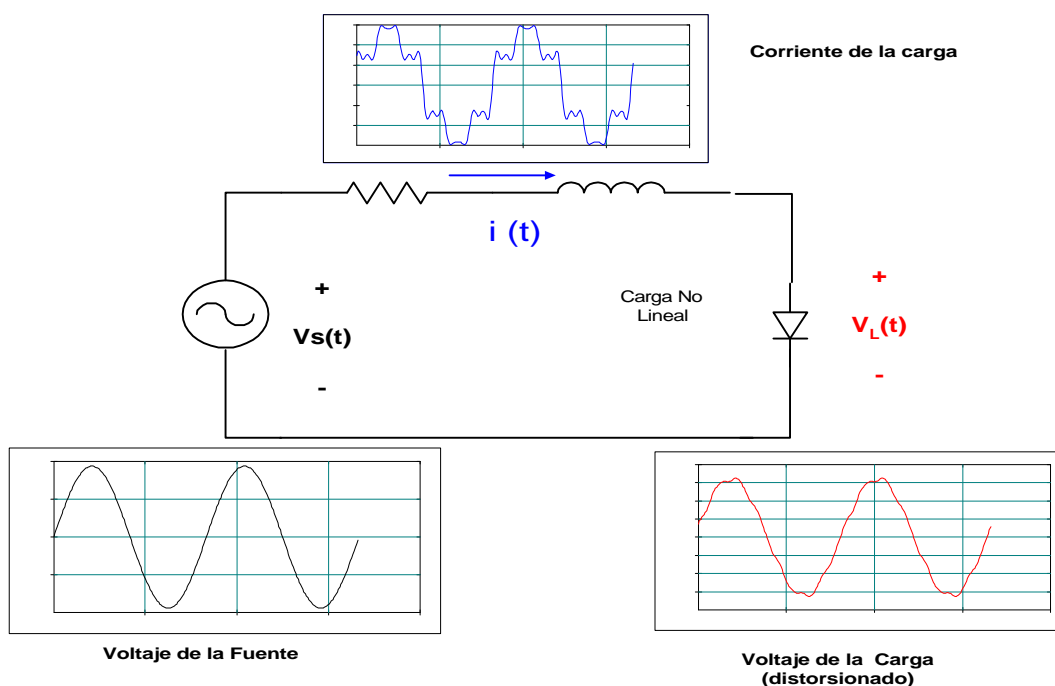 Corriente de la carga
i (t)
+
Vs(t)
-
Carga No
Lineal
+
VL(t)
-
Voltaje de la Fuente
Voltaje de la Carga
(distorsionado)